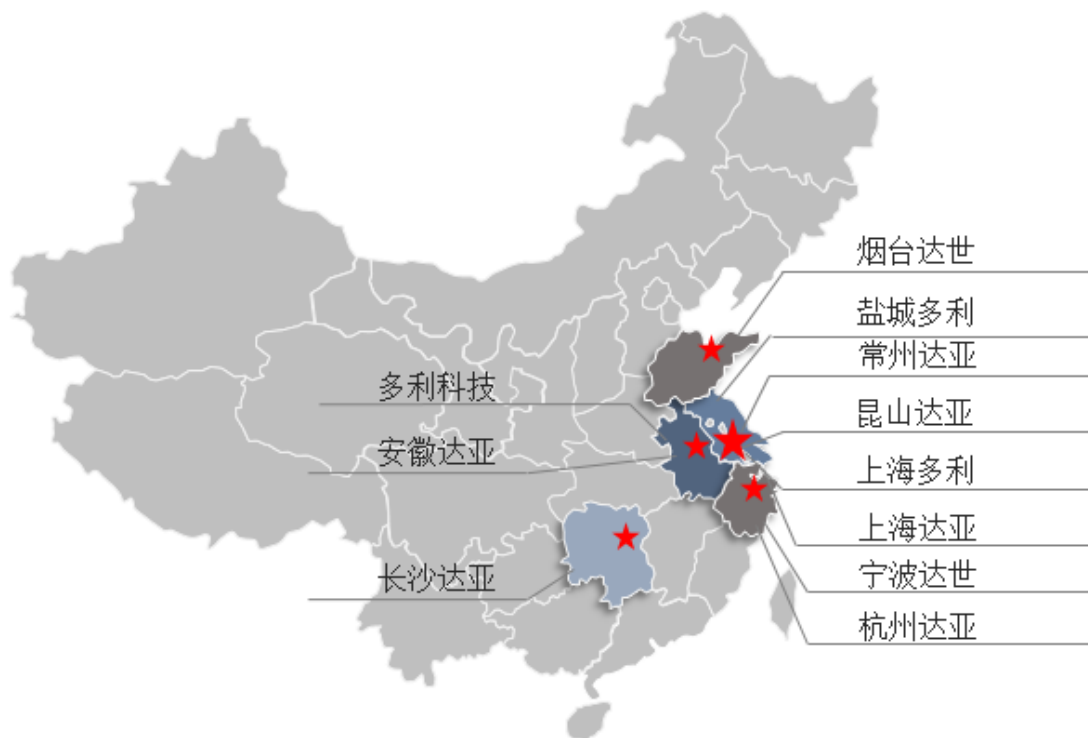 烟台达世
盐城多利
常州达亚
多利科技
昆山达亚
安徽达亚
上海多利
上海达亚
长沙达亚
宁波达世
杭州达亚